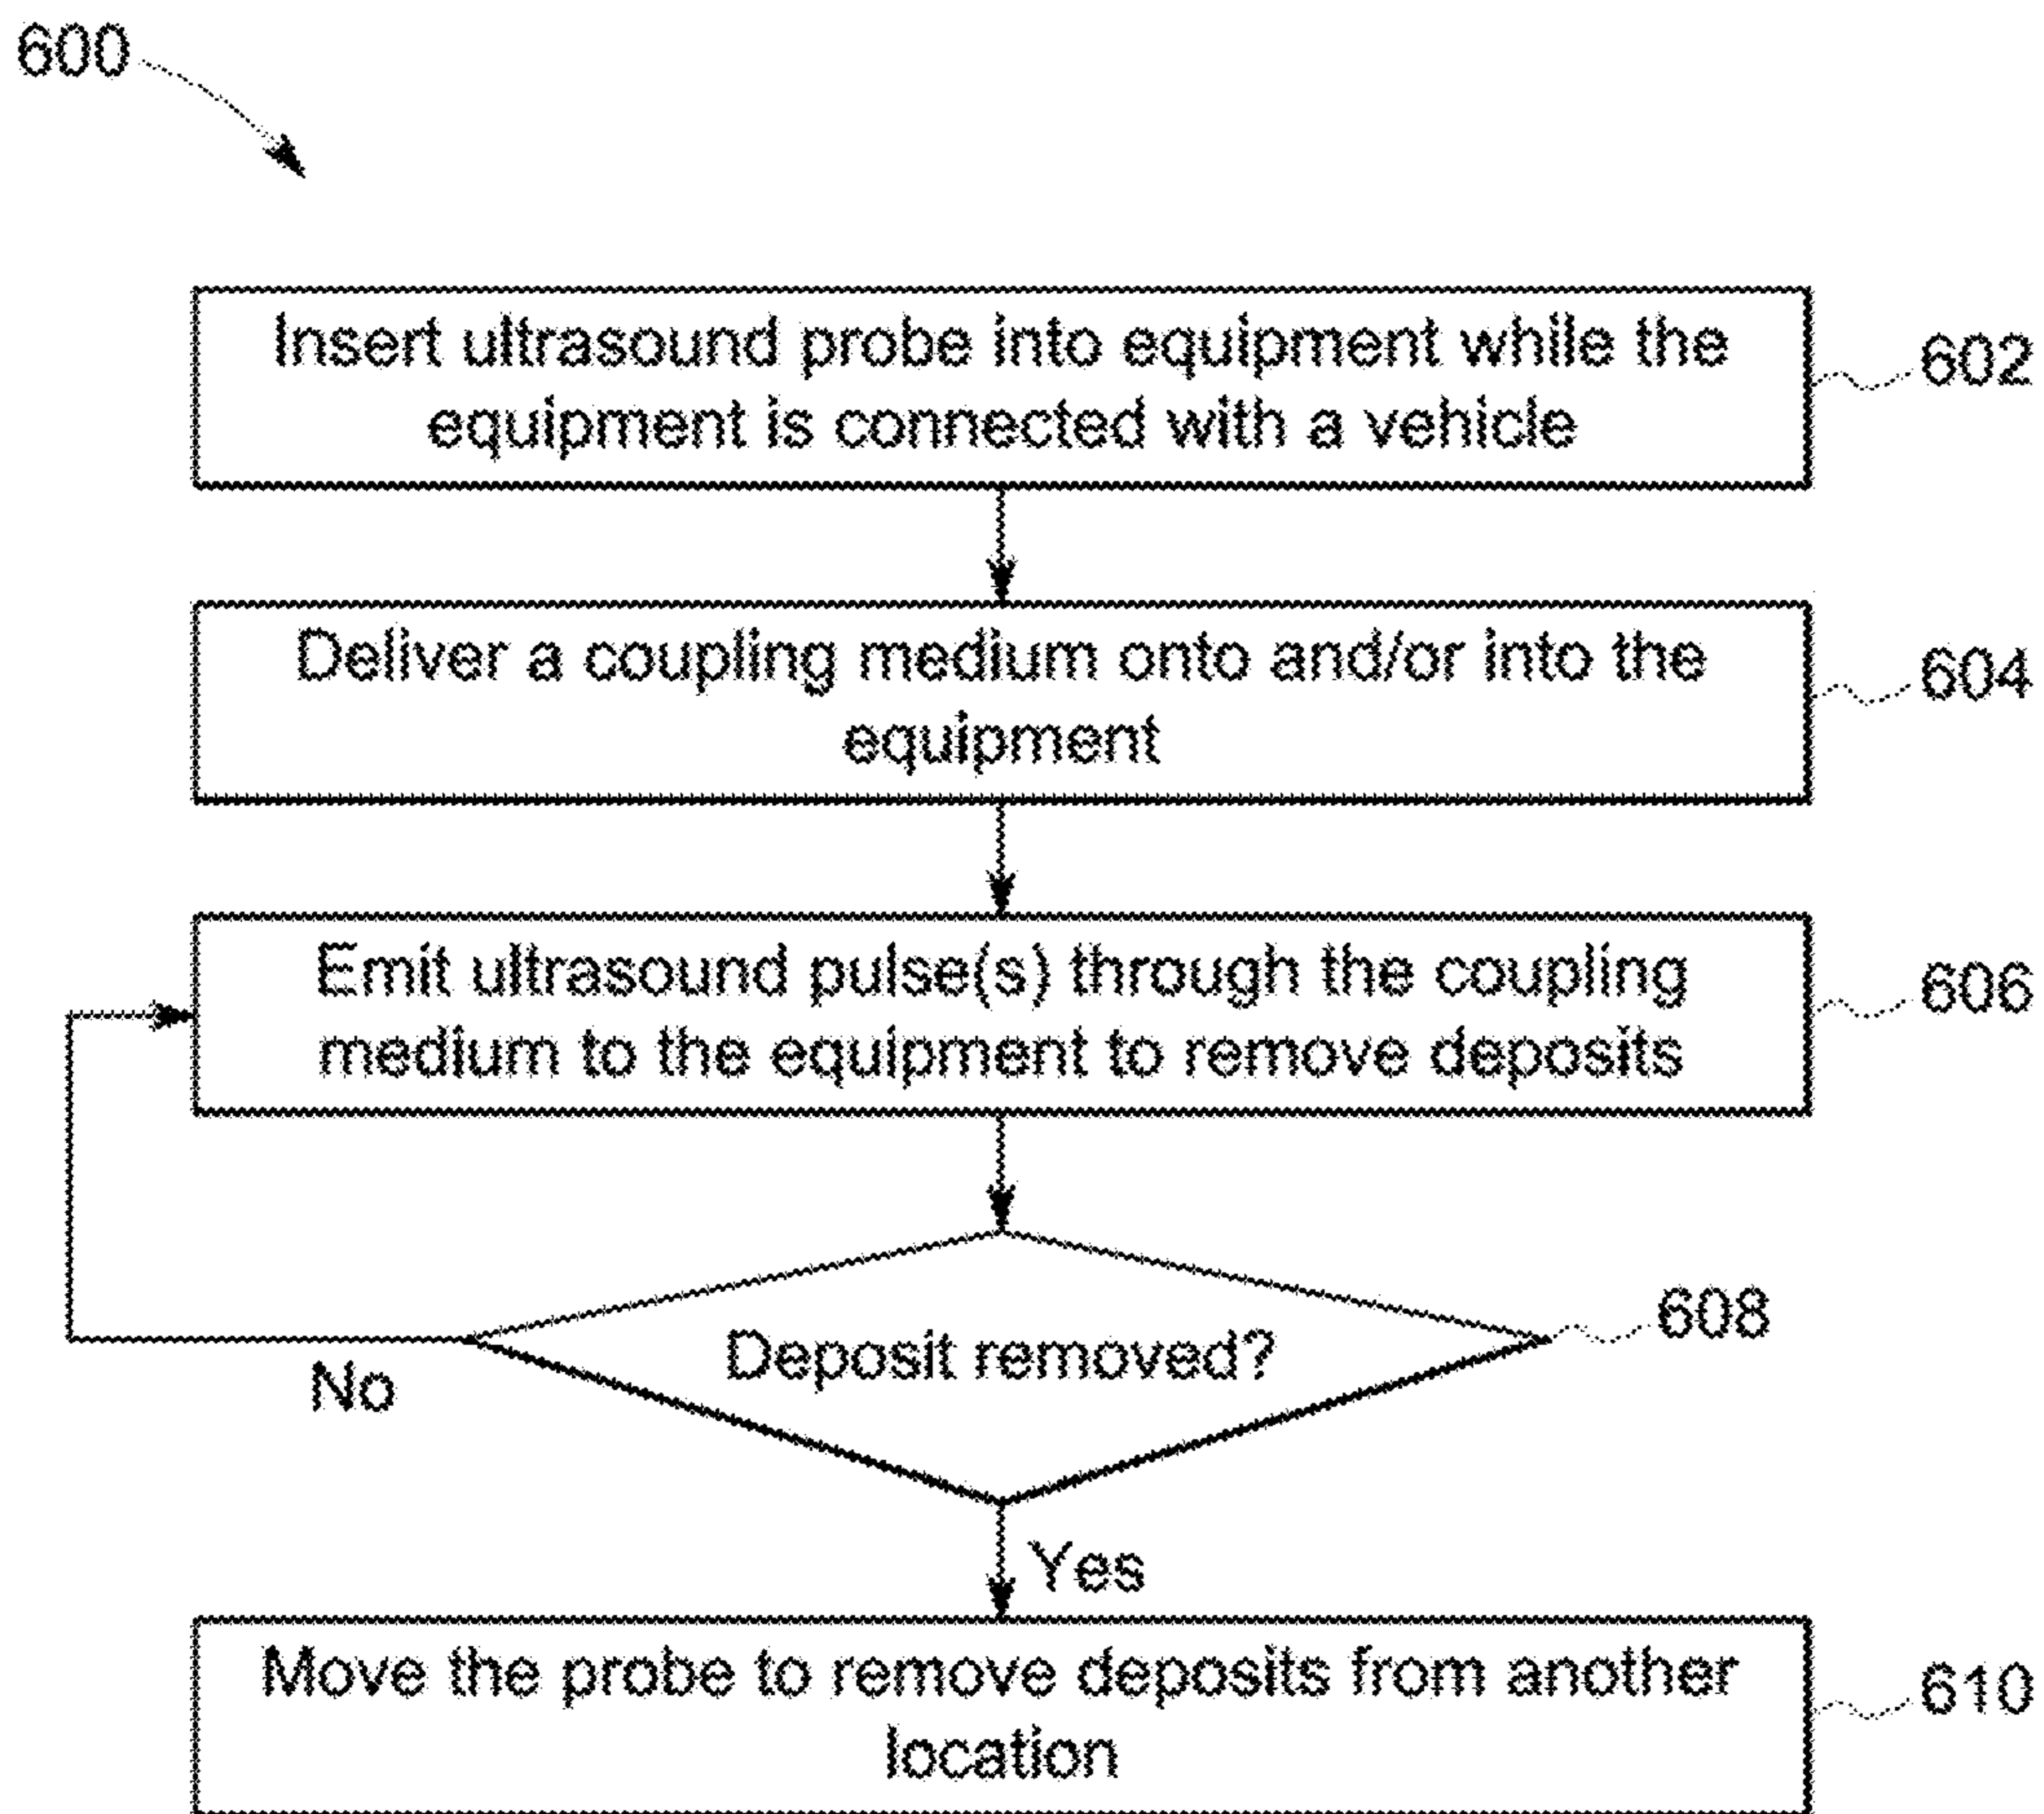 600
Insert ultrasound probe into equipment while the
equipment is connected with a vehicle
602
Deliver a coupling medium onto and/or into the
equipment
604
Emit ultrasound pulse(s) through the coupling
medium to the equipment to remove deposits
606
Deposit removed?
608
No
Yes
Move the probe to remove deposits from another
location
610